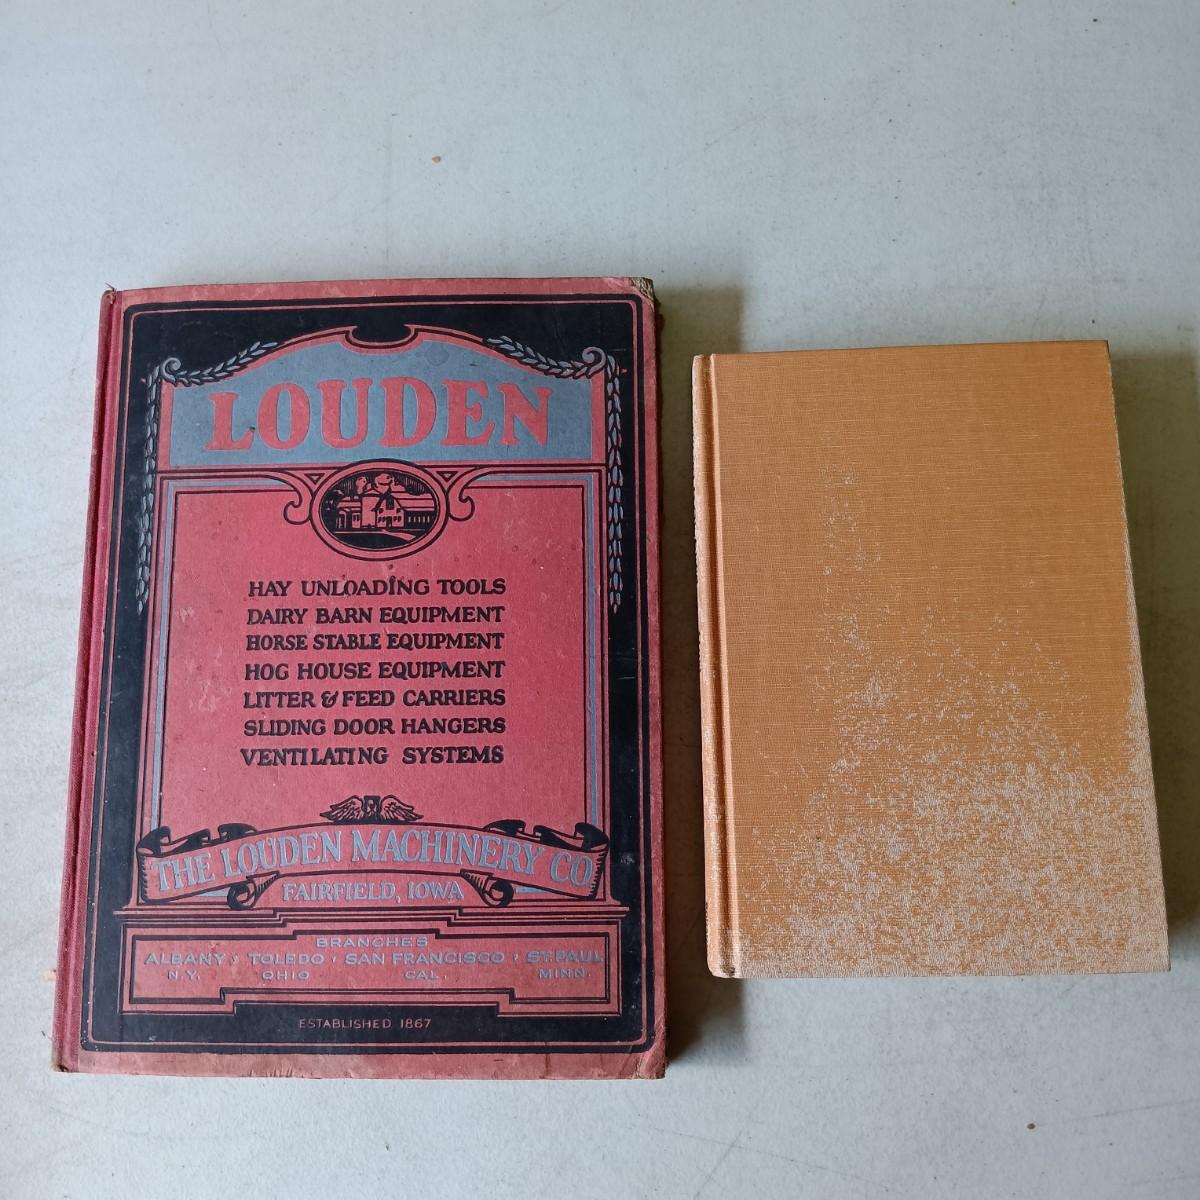 LOUDEN
HAY UNLOADING TOOLS
DAIRY BARN EQUIPMENT
HORSE STABLE EQUIPMENT
HOG HOUSE EQUIPMENT
LITTER & FEED CARRIERS
SLIDING DOOR HANGERS
VENTILATING SYSTEMS
THE LOUDEN MACHINERY CO
FAIRFIELD, IOWA
BRANCHES
ALBANY, TOLEDO, SAN FRANCISCO, ST. PAUL
N.Y. OHIO CAL. MINN.
ESTABLISHED 1867